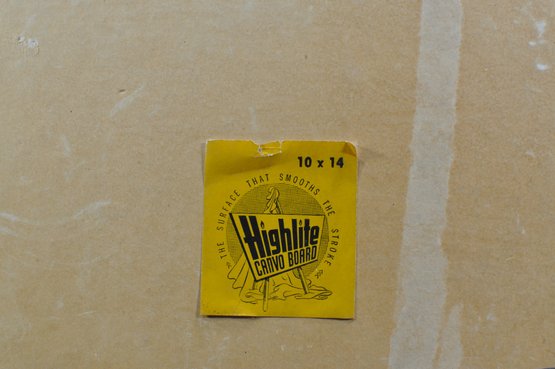 10 x 14
THE SURFACE THAT SMOOTHS THE STROKE
Highlite
CANVO BOARD